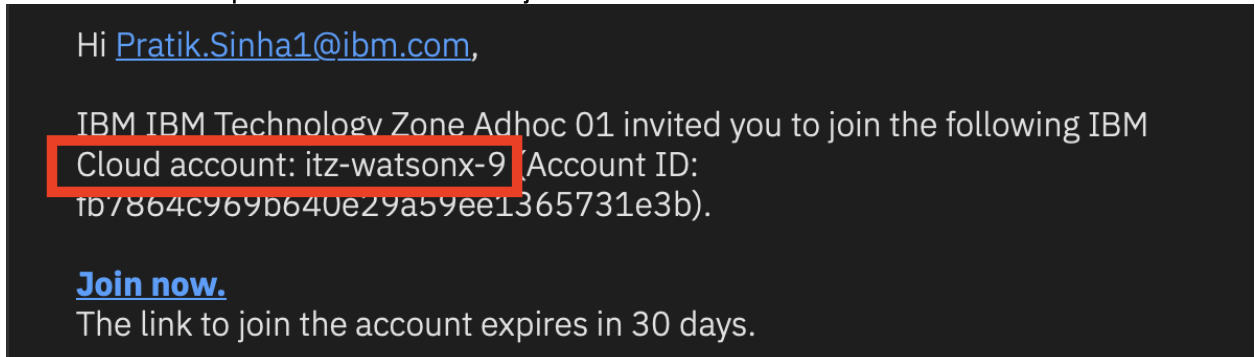 Hi Pratik.Sinha1@ibm.com,
IBM IBM Technology Zone Adhoc 01 invited you to join the following IBM
Cloud account: itz-watsonx-9 (Account ID:
fb7864c969b640e29a59ee1365731e3b).
Join now.
The link to join the account expires in 30 days.